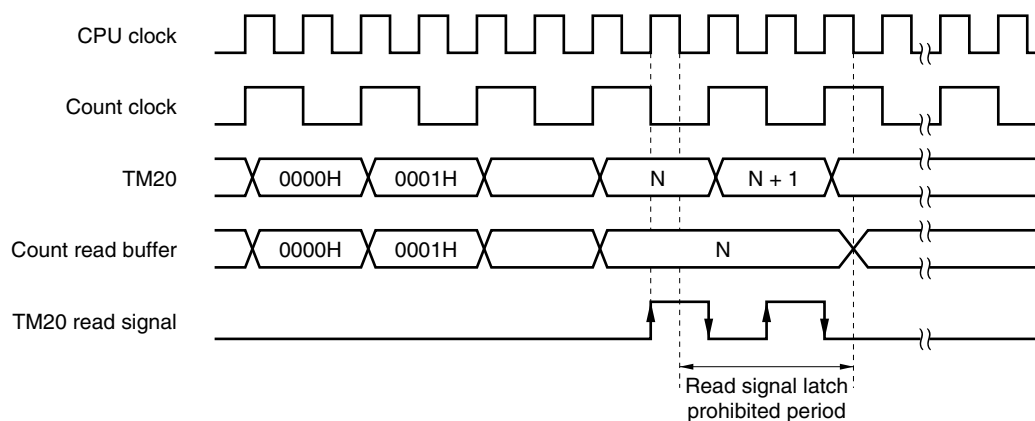 CPU clock
Count clock
TM20 0000H 0001H N N + 1
Count read buffer 0000H 0001H N
TM20 read signal
Read signal latch
prohibited period